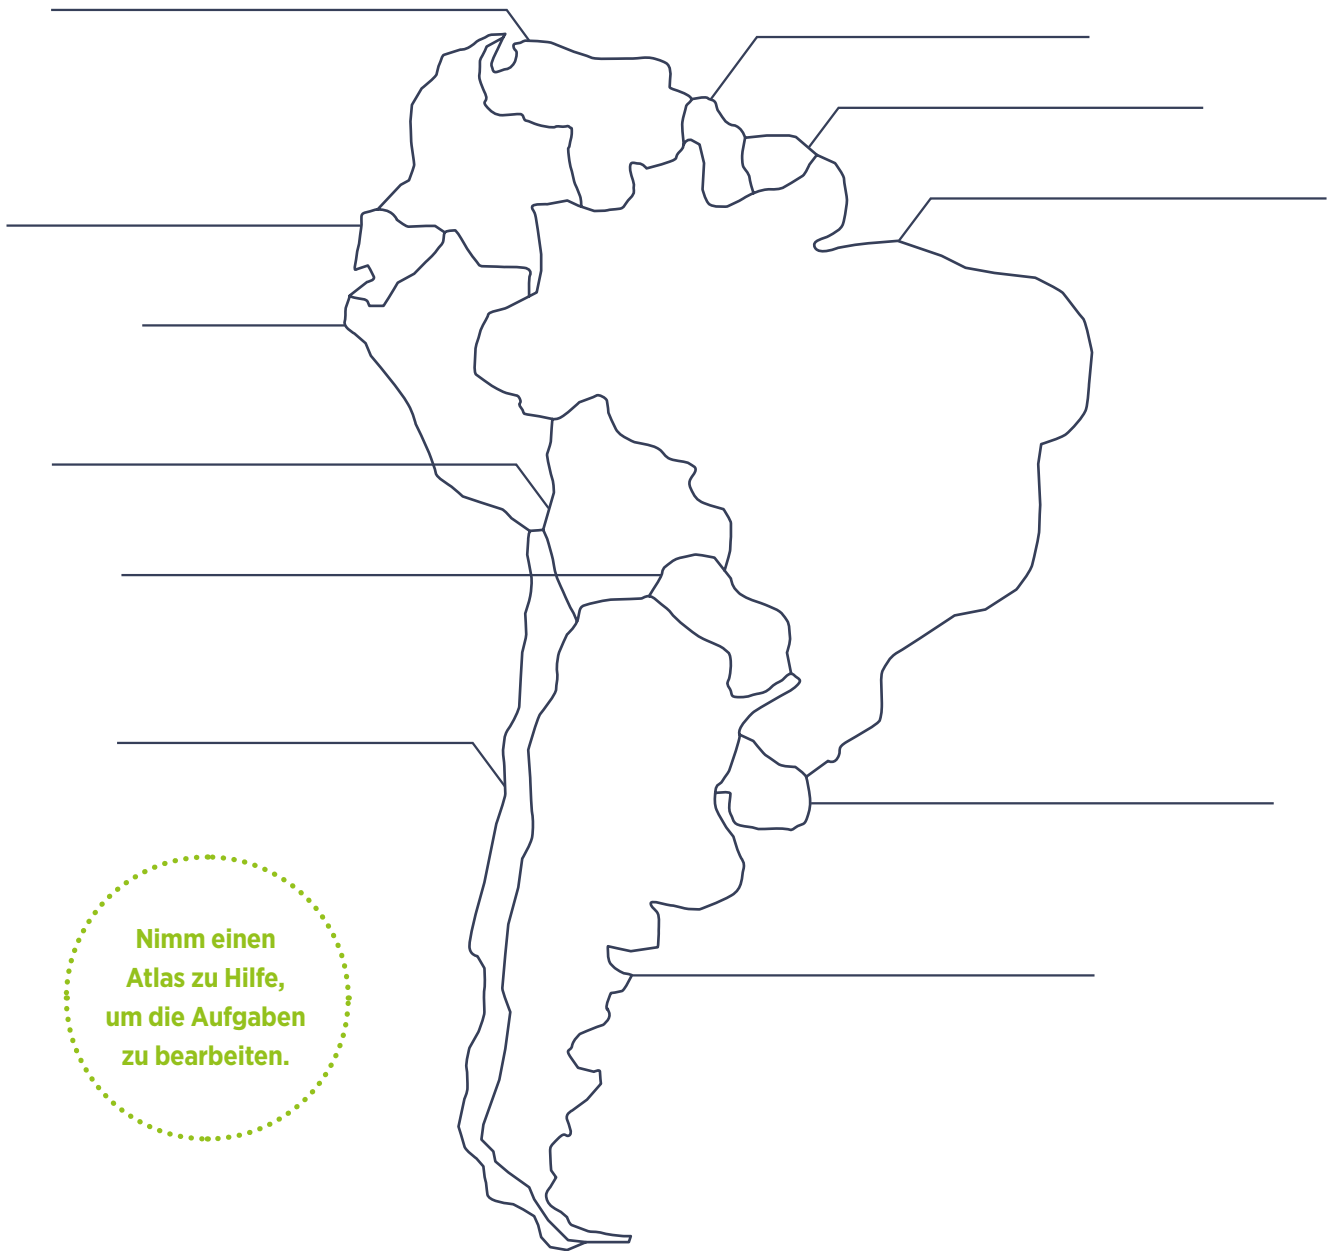 Nimm einen
Atlas zu Hilfe,
um die Aufgaben
zu bearbeiten.